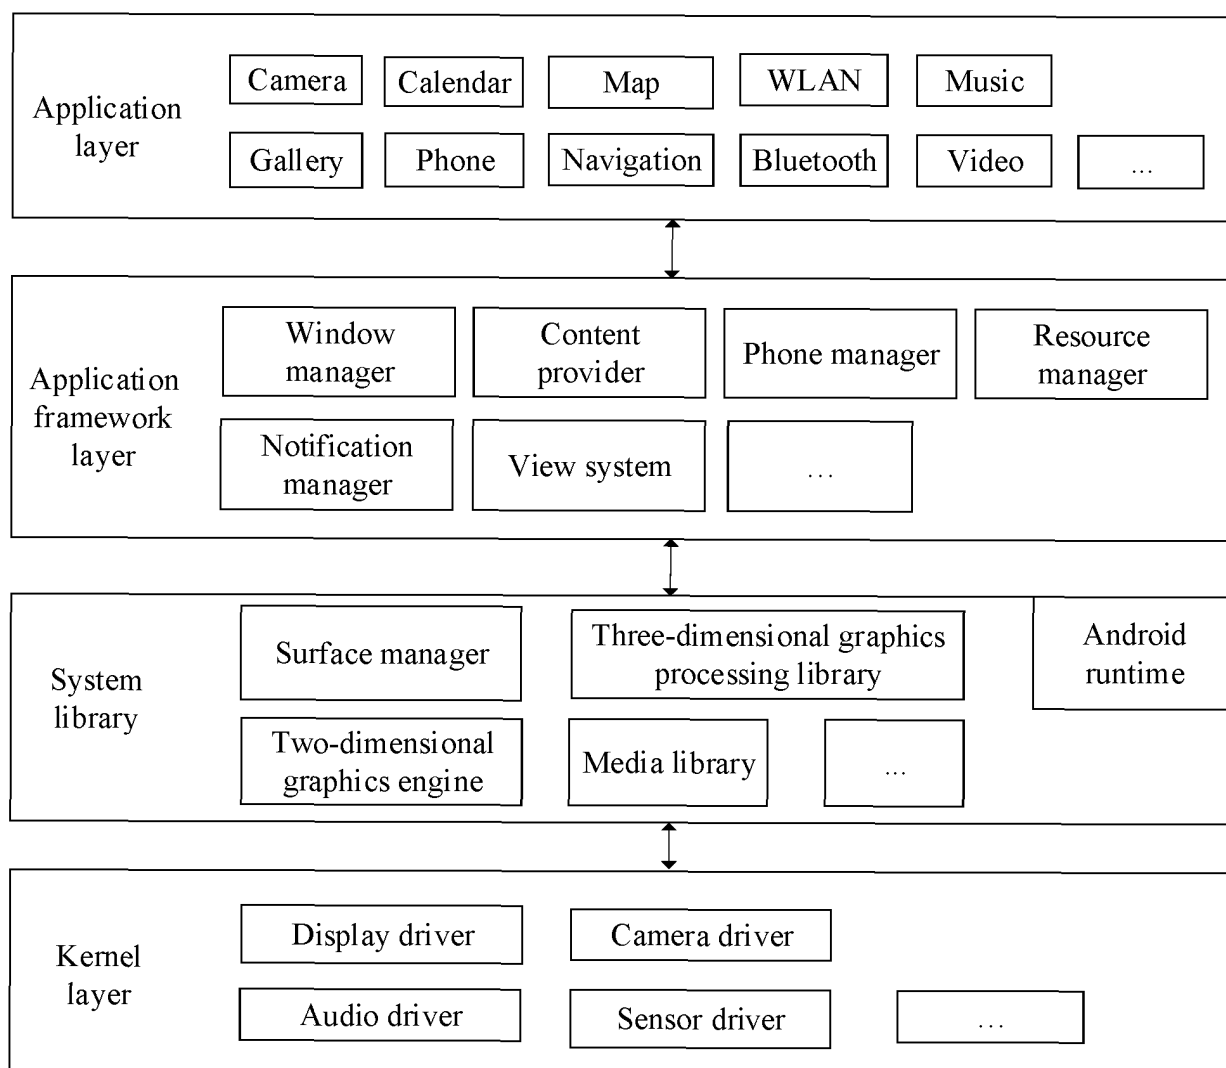 Application
layer
Camera
Calendar
Map
WLAN
Music
Gallery
Phone
Navigation
Bluetooth
Video
...
Application
framework
layer
Window
manager
Content
provider
Phone manager
Resource
manager
Notification
manager
View system
...
System
library
Surface manager
Three-dimensional graphics
processing library
Android
runtime
Two-dimensional
graphics engine
Media library
...
Kernel
layer
Display driver
Camera driver
Audio driver
Sensor driver
...